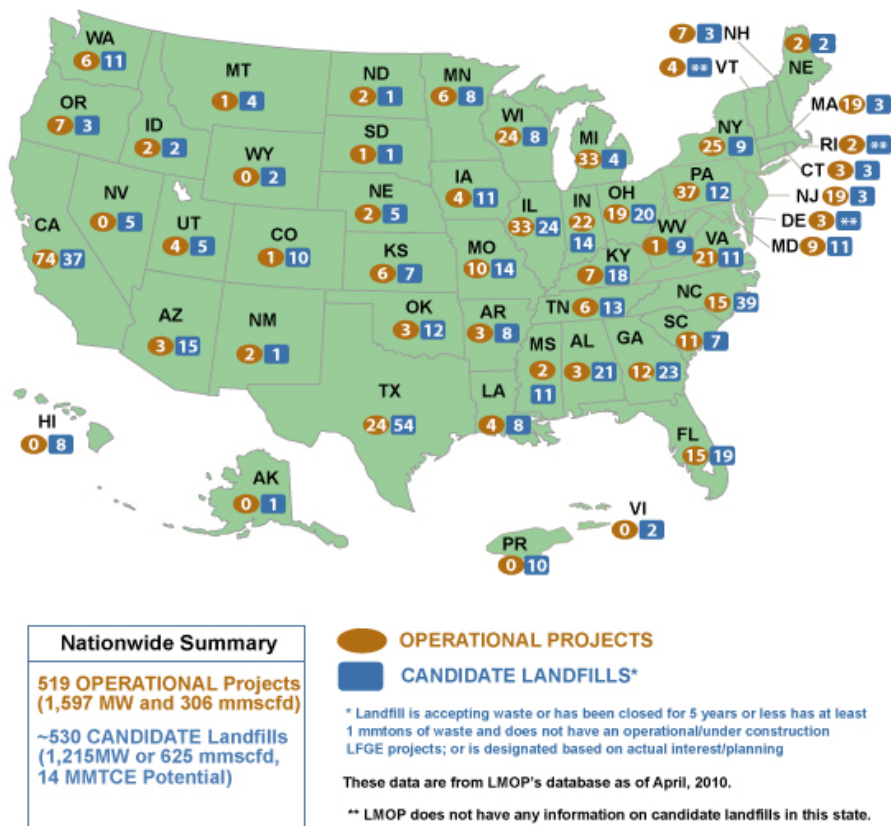 WA
6 11
OR
7 3
ID
2 2
MT
1 4
ND
2 1
MN
6 8
SD
1 1
WY
0 2
WI
24 8
MI
33 4
7 3 NH
4 ** VT
2 2
NE
MA 19 3
NY
25 9
RI 2 **
CT 3 3
NJ 19 3
DE 3 **
MD 9 11
PA
37 12
CA
74 37
NV
0 5
UT
4 5
CO
1 10
NE
2 5
IA
4 11
IL
33 24
IN
22
14
OH
19 20
WV
1 9
VA
21 11
KS
6 7
MO
10 14
KY
7 18
NC
15 39
TN 6 13
SC
11 7
AZ
3 15
NM
2 1
OK
3 12
AR
3 8
MS
2
11
AL
3 21
GA
12 23
TX
24 54
LA
4 8
FL
15 19
HI
0 8
AK
0 1
PR
0 10
VI
0 2
Nationwide Summary
519 OPERATIONAL Projects
(1,597 MW and 306 mmscfd)
~530 CANDIDATE Landfills
(1,215MW or 625 mmscfd,
14 MMTCE Potential)
OPERATIONAL PROJECTS
CANDIDATE LANDFILLS*
* Landfill is accepting waste or has been closed for 5 years or less has at least
1 mmtons of waste and does not have an operational/under construction
LFGE projects; or is designated based on actual interest/planning
These data are from LMOP's database as of April, 2010.
** LMOP does not have any information on candidate landfills in this state.